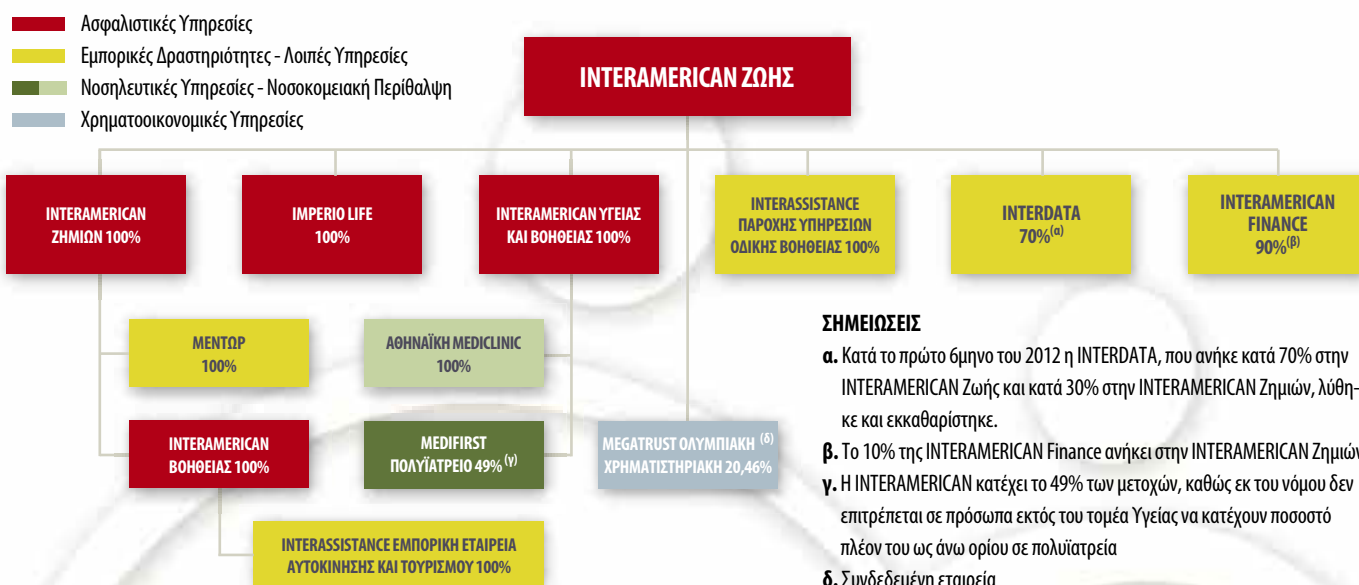 Ασφαλιστικές Υπηρεσίες
Εμπορικές Δραστηριότητες - Λοιπές Υπηρεσίες
Νοσηλευτικές Υπηρεσίες - Νοσοκομειακή Περίθαλψη
Χρηματοοικονομικές Υπηρεσίες
INTERAMERICAN ΖΩΗΣ
INTERAMERICAN
ΖΗΜΙΩΝ 100%
IMPERIO LIFE
100%
INTERAMERICAN ΥΓΕΙΑΣ
ΚΑΙ ΒΟΗΘΕΙΑΣ 100%
INTERASSISTANCE
ΠΑΡΟΧΗΣ ΥΠΗΡΕΣΙΩΝ
ΟΔΙΚΗΣ ΒΟΗΘΕΙΑΣ 100%
INTERDATA
70%(α)
INTERAMERICAN
FINANCE
90%(β)
ΜΕΝΤΩΡ
100%
ΑΘΗΝΑΪΚΗ MEDICLINIC
100%
INTERAMERICAN
ΒΟΗΘΕΙΑΣ 100%
MEDIFIRST
ΠΟΛΥΪΑΤΡΕΙΟ 49% (γ)
MEGATRUST ΟΛΥΜΠΙΑΚΗ (δ)
ΧΡΗΜΑΤΙΣΤΗΡΙΑΚΗ 20,46%
INTERASSISTANCE ΕΜΠΟΡΙΚΗ ΕΤΑΙΡΕΙΑ
ΑΥΤΟΚΙΝΗΣΗΣ ΚΑΙ ΤΟΥΡΙΣΜΟΥ 100%
ΣΗΜΕΙΩΣΕΙΣ
α. Κατά το πρώτο 6μηνο του 2012 η INTERDATA, που ανήκε κατά 70% στην
INTERAMERICAN Ζωής και κατά 30% στην INTERAMERICAN Ζημιών, λύθη-
κε και εκκαθαρίστηκε.
β. Το 10% της INTERAMERICAN Finance ανήκει στην INTERAMERICAN Ζημιών
γ. Η INTERAMERICAN κατέχει το 49% των μετοχών, καθώς εκ του νόμου δεν
επιτρέπεται σε πρόσωπα εκτός του τομέα Υγείας να κατέχουν ποσοστό
πλέον του ως άνω ορίου σε πολυϊατρεία
δ. Συνδεδεμένη εταιρεία